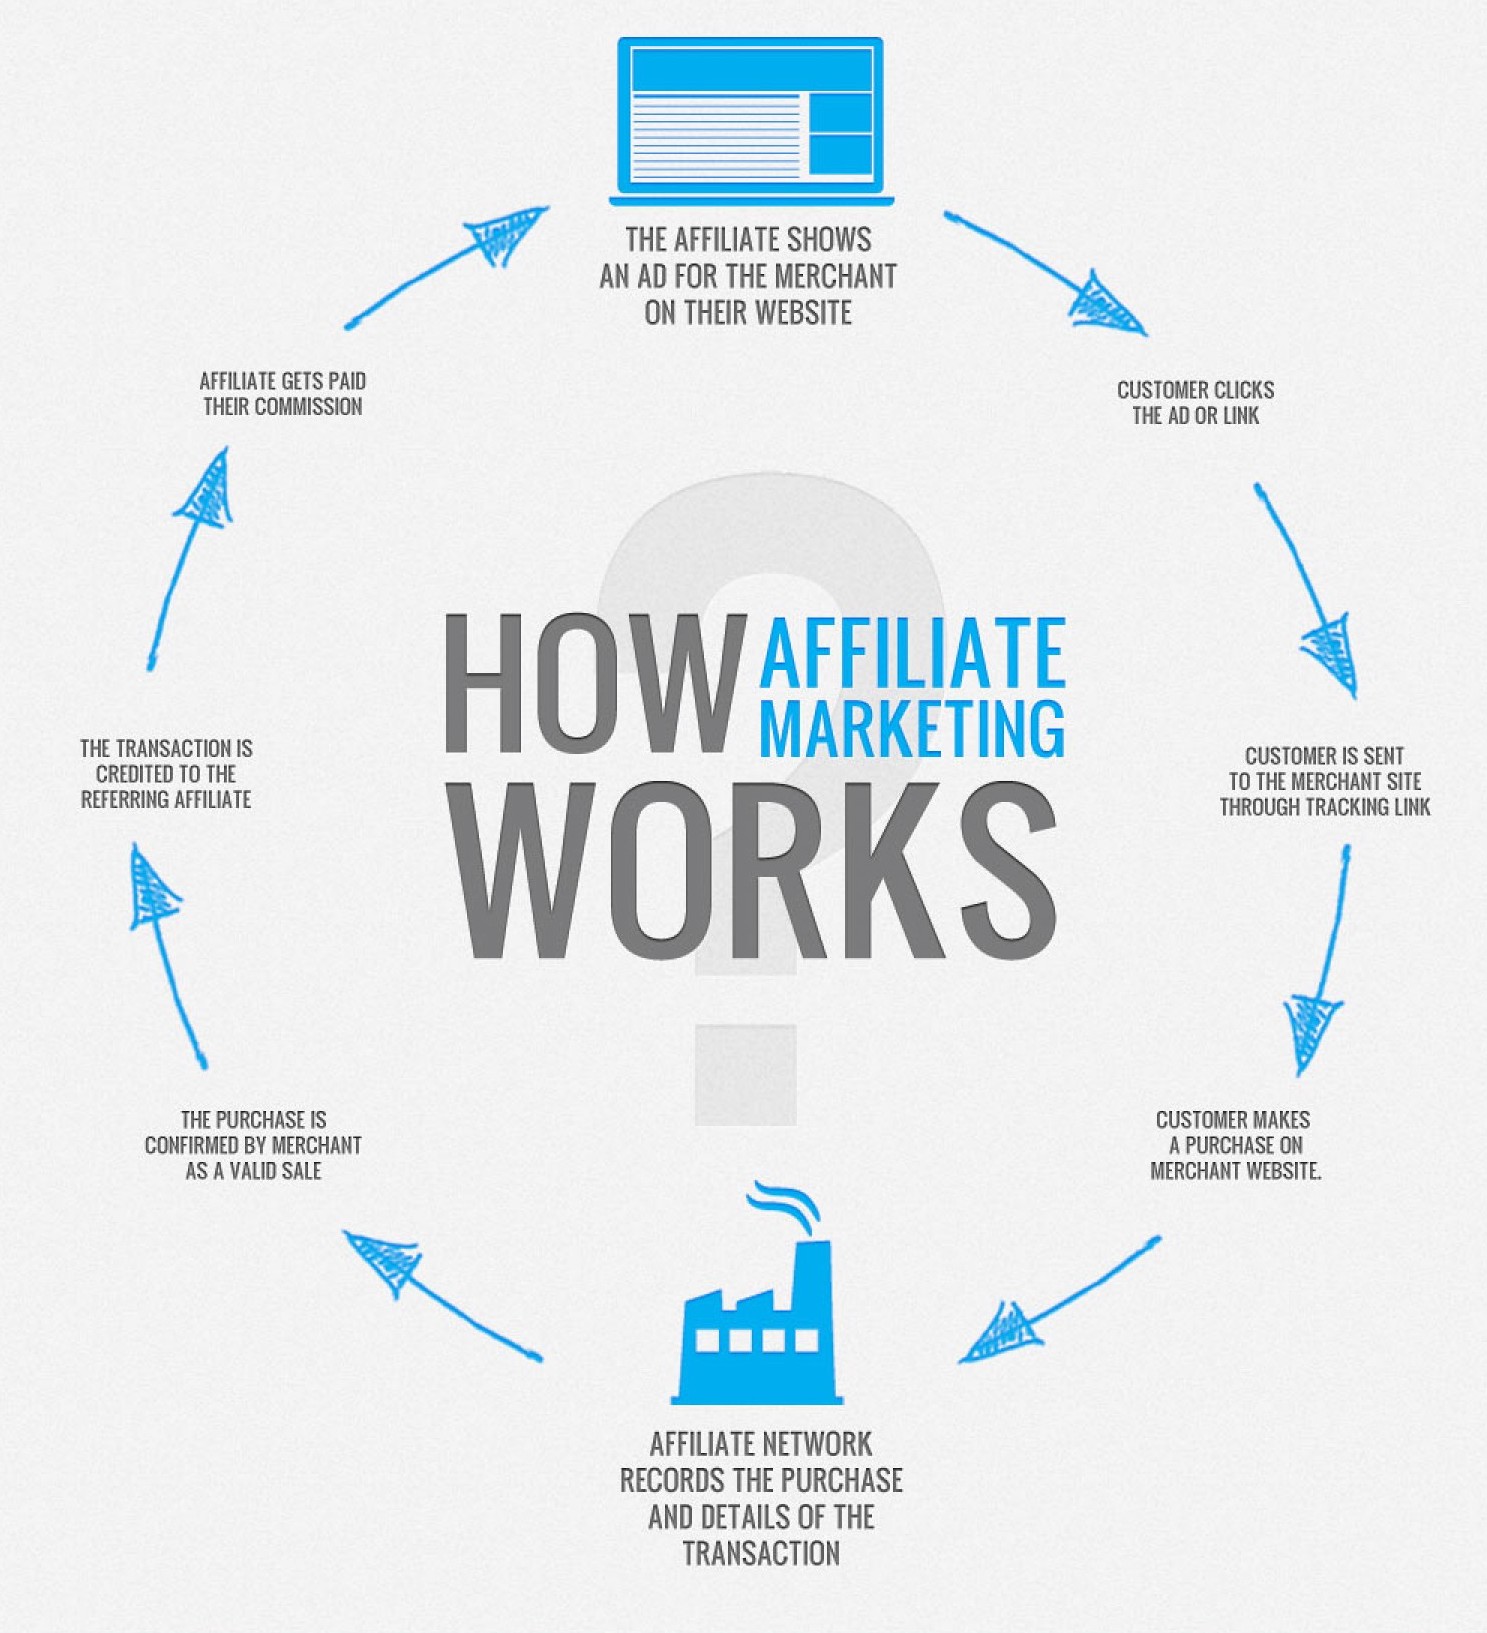 THE AFFILIATE SHOWS
AN AD FOR THE MERCHANT
ON THEIR WEBSITE
CUSTOMER CLICKS
THE AD OR LINK
CUSTOMER IS SENT
TO THE MERCHANT SITE
THROUGH TRACKING LINK
CUSTOMER MAKES
A PURCHASE ON
MERCHANT WEBSITE.
AFFILIATE NETWORK
RECORDS THE PURCHASE
AND DETAILS OF THE
TRANSACTION
THE PURCHASE IS
CONFIRMED BY MERCHANT
AS A VALID SALE
THE TRANSACTION IS
CREDITED TO THE
REFERRING AFFILIATE
AFFILIATE GETS PAID
THEIR COMMISSION
HOW AFFILIATE
MARKETING
WORKS
?